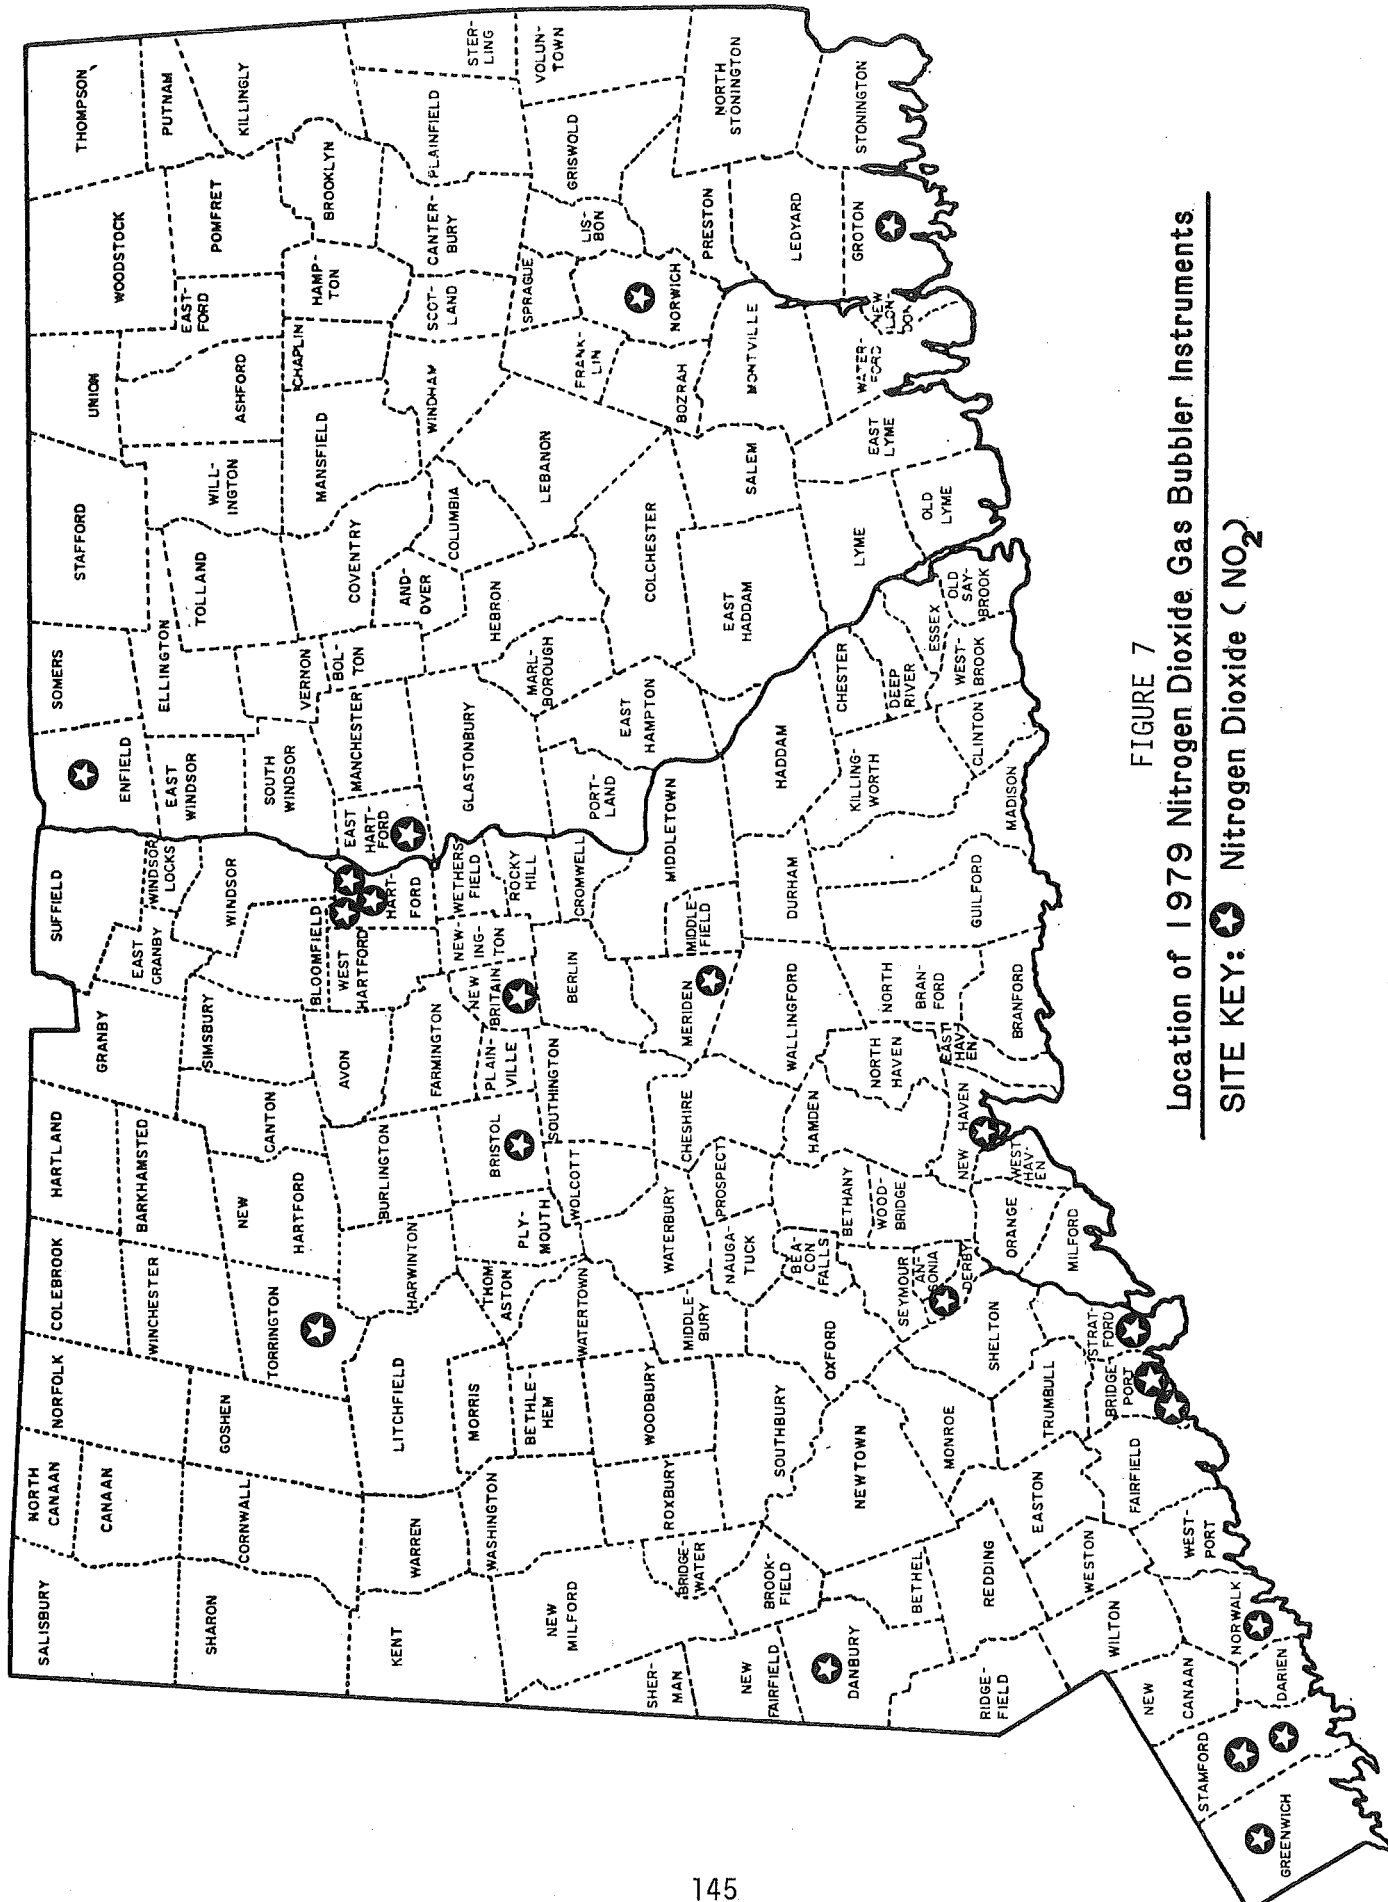 SALISBURY
NORTH
CANAAN
CANAAN
NORFOLK
COLEBROOK
HARTLAND
GRANBY
SUFFIELD
ENFIELD
SOMERS
STAFFORD
UNION
WOODSTOCK
THOMPSON
PUTNAM
SHARON
CORNWALL
GOSHEN
WINCHESTER
BARKHAMSTED
TORRINGTON
NEW
HARTFORD
CANTON
SIMSBURY
EAST
GRANBY
WINDSOR
LOCKS
WINDSOR
BLOOMFIELD
EAST
WINDSOR
SOUTH
WINDSOR
ELLINGTON
TOLLAND
VERNON
WILL-
INGTON
ASHFORD
EAST-
FORD
POMFRET
KILLINGLY
KENT
WARREN
LITCHFIELD
HARWINTON
BURLINGTON
AVON
WEST
HARTFORD
HART-
FORD
EAST
HART-
FORD
MANCHESTER
BOL-
TON
COVENTRY
AND-
OVER
MANSFIELD
CHAPLIN
HAMP-
TON
BROOKLYN
WASHINGTON
MORRIS
BETHLE-
HEM
THOM
ASTON
PLY-
MOUTH
BRISTOL
FARMINGTON
PLAIN-
VILLE
NEW
BRITAIN
NEW-
ING-
TON
WETHERS
FIELD
ROCKY
HILL
GLASTONBURY
HEBRON
MARL-
BOROUGH
COLUMBIA
WINDHAM
SCOT-
LAND
CANTER-
BURY
PLAINFIELD
STER-
LING
NEW
MILFORD
WATERTOWN
WOLCOTT
SOUTHINGTON
BERLIN
CROMWELL
PORT-
LAND
EAST
HAMPTON
LEBANON
FRANK-
LIN
SPRAGUE
LIS-
BON
GRISWOLD
VOLUN-
TOWN
SHER-
MAN
BRIDGE-
WATER
ROXBURY
WOODBURY
MIDDLE-
BURY
WATERBURY
CHESHIRE
MERIDEN
MIDDLE-
FIELD
MIDDLETOWN
COLCHESTER
BOZRAH
NORWICH
PRESTON
NORTH
STONINGTON
NEW
FAIRFIELD
BROOK-
FIELD
SOUTHBURY
OXFORD
NAUGA-
TUCK
PROSPECT
BEA-
CON
FALLS
BETHANY
HAMDEN
WALLINGFORD
DURHAM
HADDAM
EAST
HADDAM
SALEM
MONTVILLE
LEDYARD
DANBURY
BETHEL
NEWTOWN
MONROE
SEYMOUR
AN-
SONIA
DERBY
WOOD-
BRIDGE
NORTH
HAVEN
NORTH
BRAN-
FORD
KILLING-
WORTH
CHESTER
DEEP
RIVER
ESSEX
LYME
EAST
LYME
WATER-
FORD
NEW
LON-
DON
GROTON
STONINGTON
RIDGE-
FIELD
REDDING
EASTON
SHELTON
ORANGE
NEW
HAVEN
WEST
HAV-
EN
EAST
HAV-
EN
BRANFORD
GUILFORD
MADISON
CLINTON
WEST-
BROOK
OLD
SAY-
BROOK
OLD
LYME
WILTON
WESTON
TRUMBULL
STRAT-
FORD
MILFORD
NEW
CANAAN
NORWALK
WEST-
PORT
FAIRFIELD
BRIDGE-
PORT
STAMFORD
DARIEN
GREENWICH
FIGURE 7
Location of 1979 Nitrogen Dioxide Gas Bubbler Instruments
SITE KEY: Nitrogen Dioxide (NO2)
145